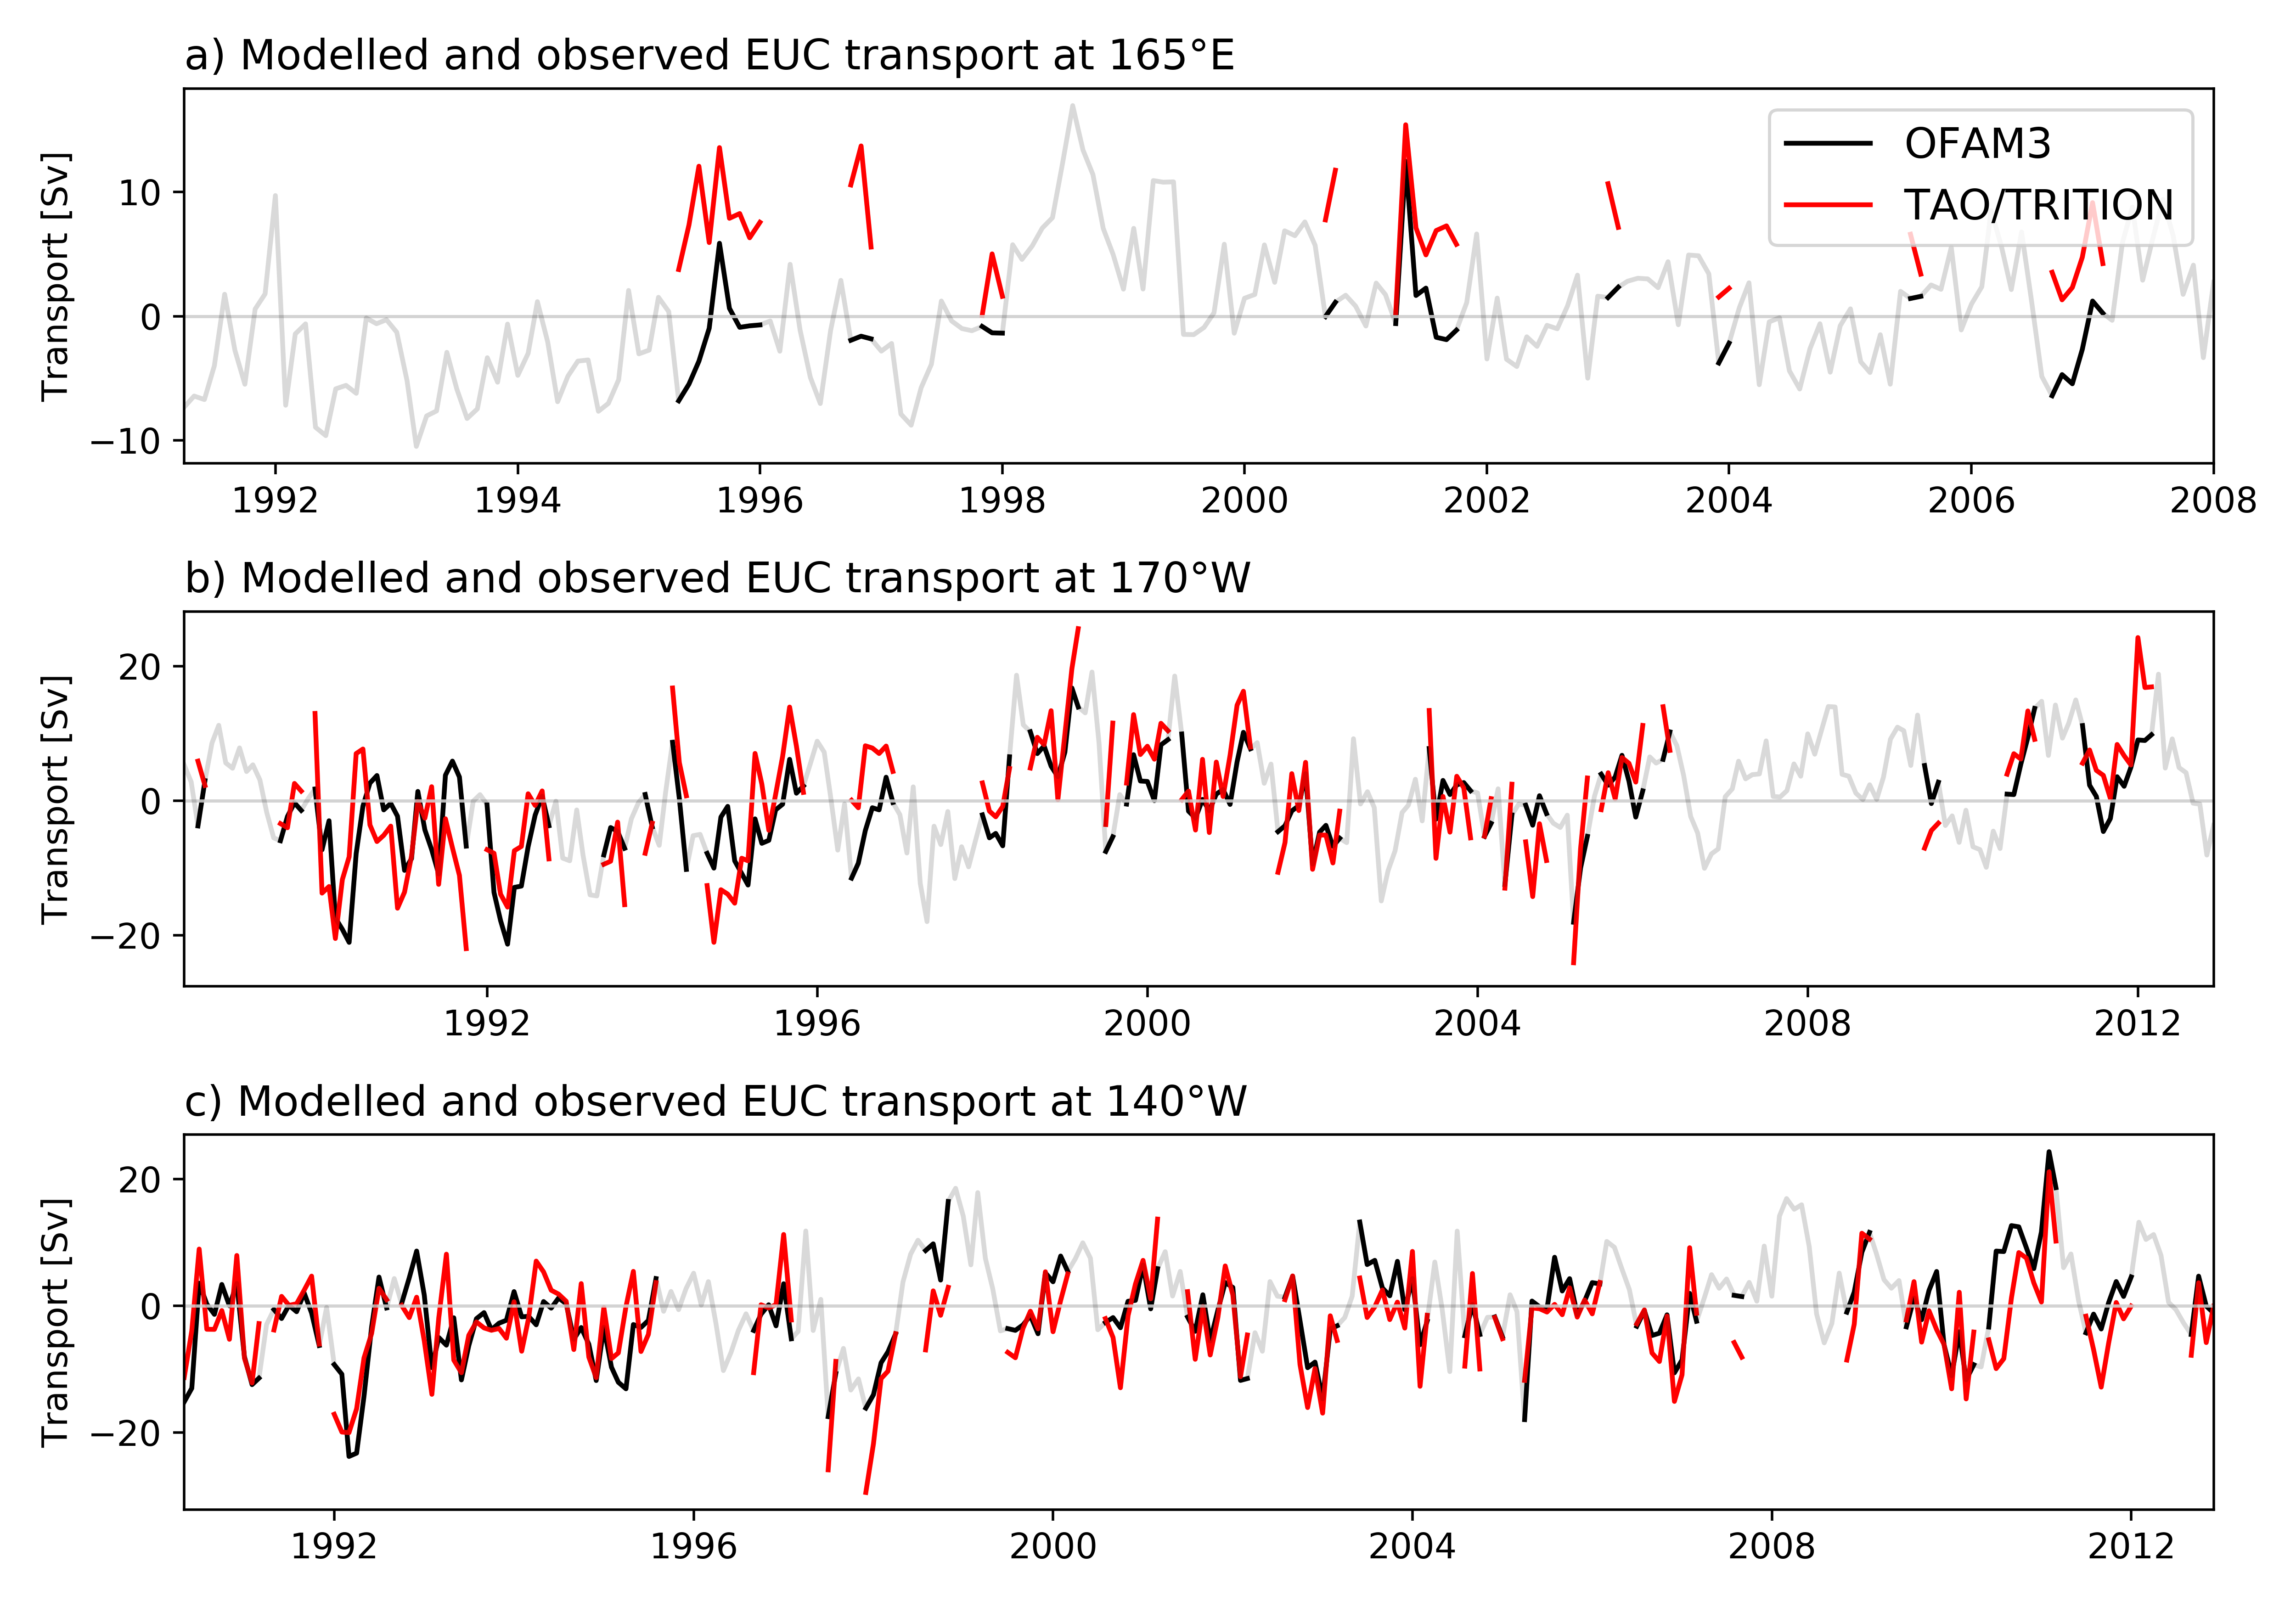 a) Modelled and observed EUC transport at 165°E
Transport [Sv]
10
0
−10
OFAM3
TAO/TRITION
1992 1994 1996 1998 2000 2002 2004 2006 2008
b) Modelled and observed EUC transport at 170°W
Transport [Sv]
20
0
−20
1992 1996 2000 2004 2008 2012
c) Modelled and observed EUC transport at 140°W
Transport [Sv]
20
0
−20
1992 1996 2000 2004 2008 2012